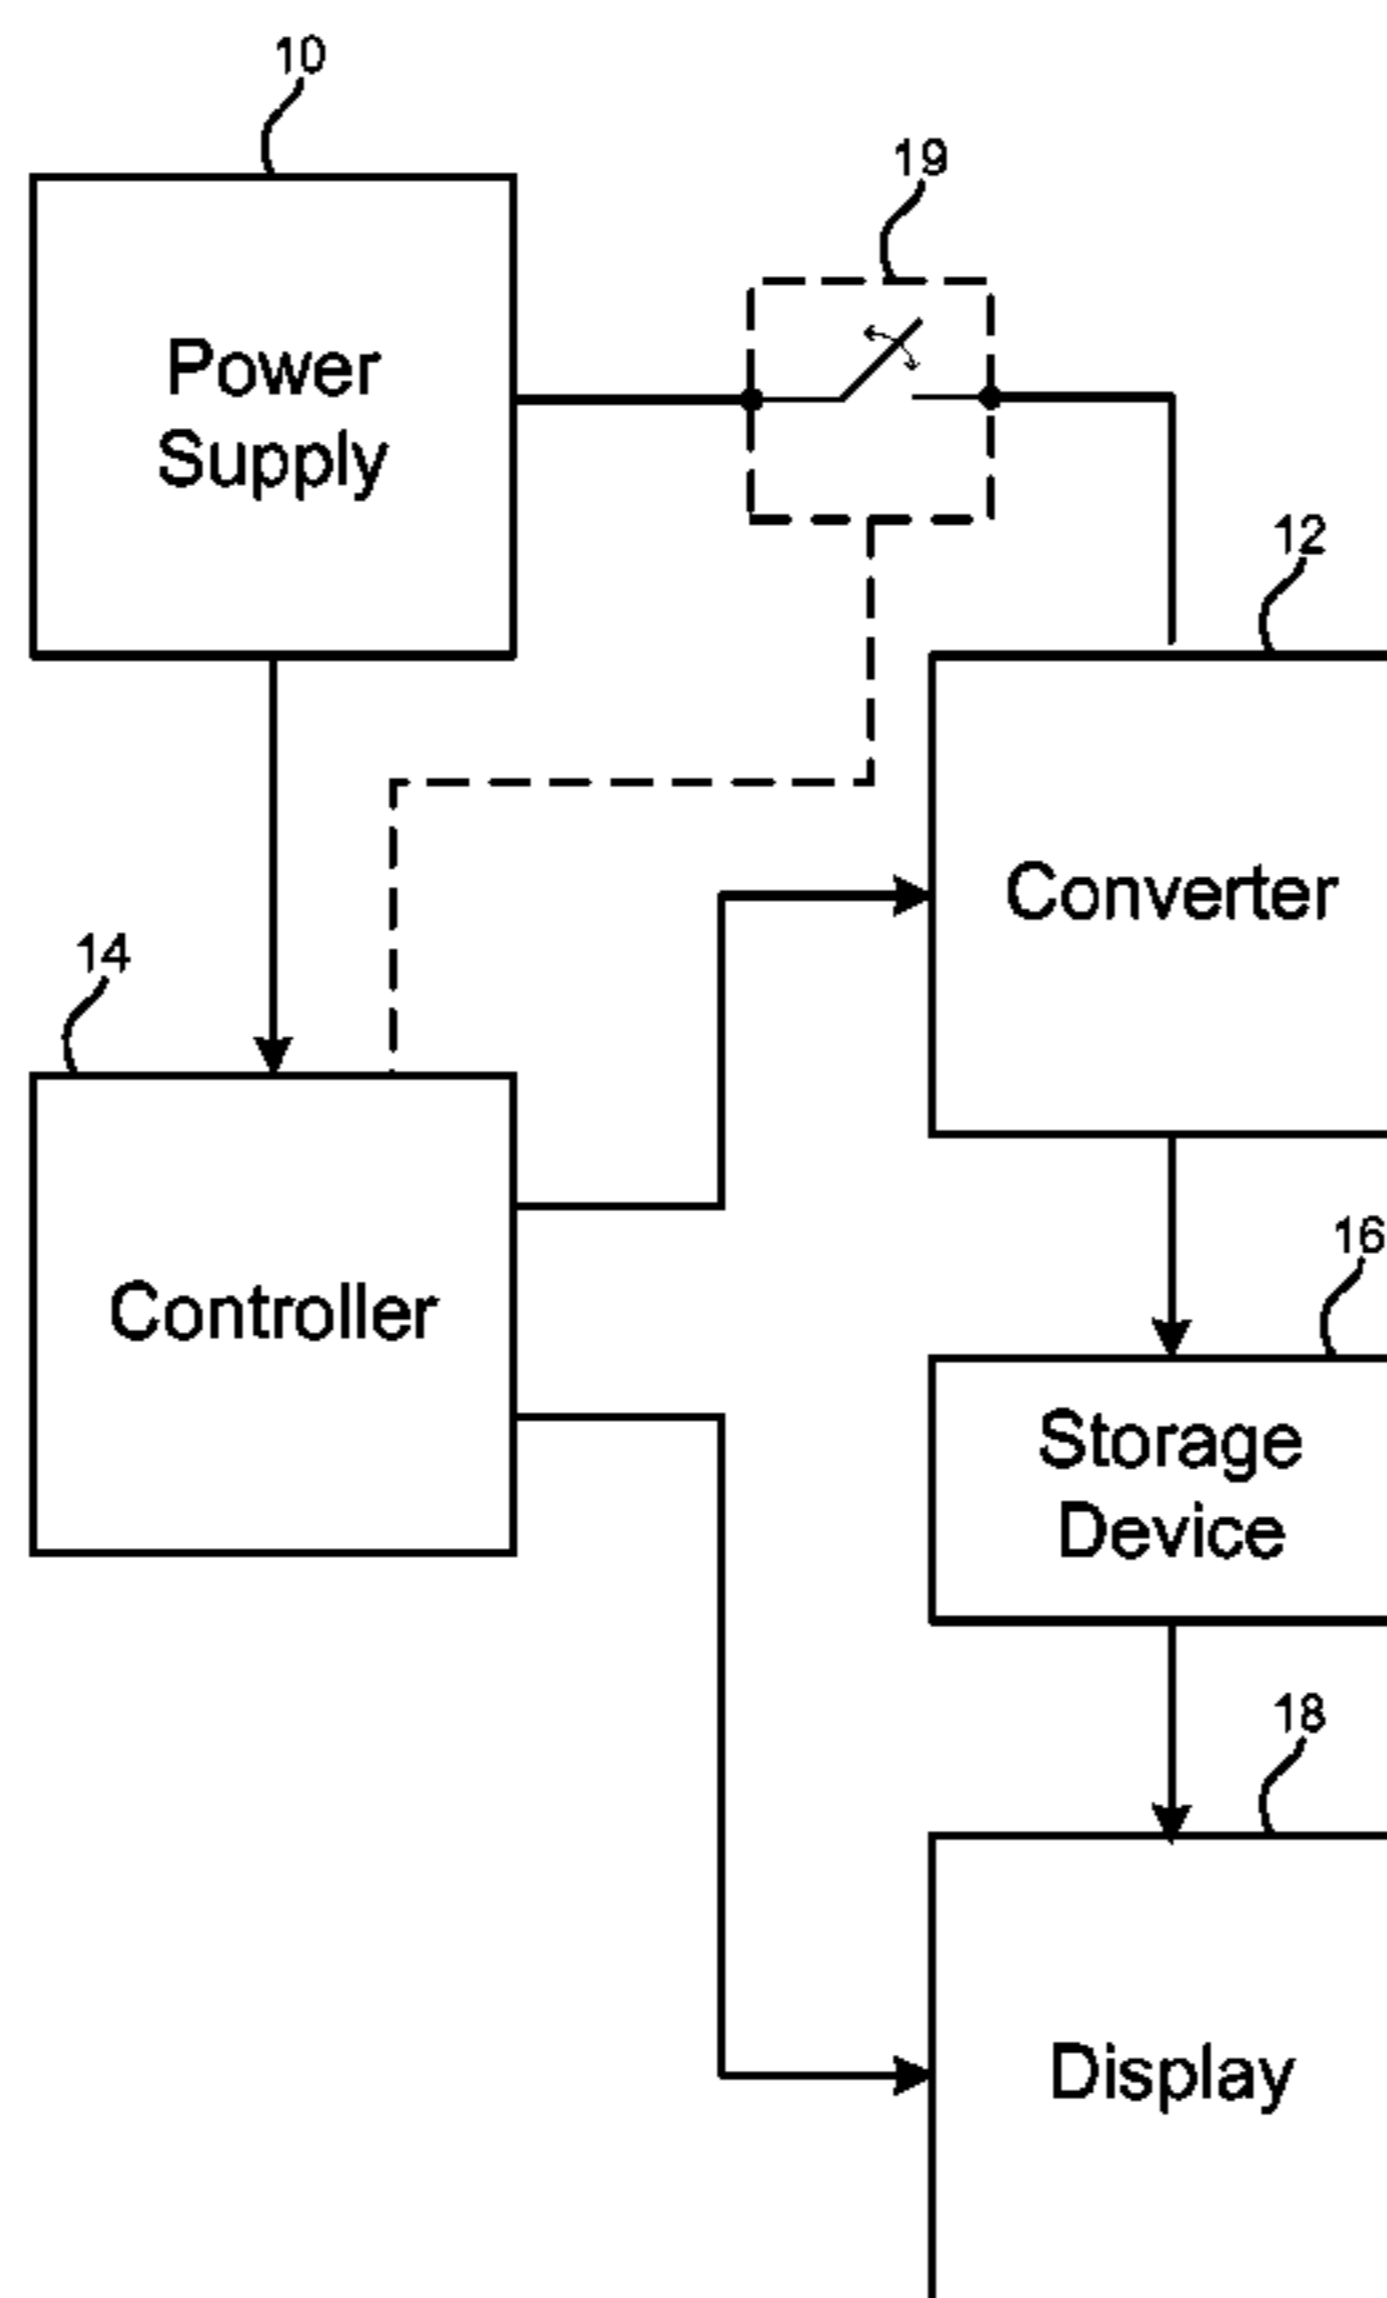 10
19
Power
Supply
12
Converter
14
Controller
16
Storage
Device
18
Display